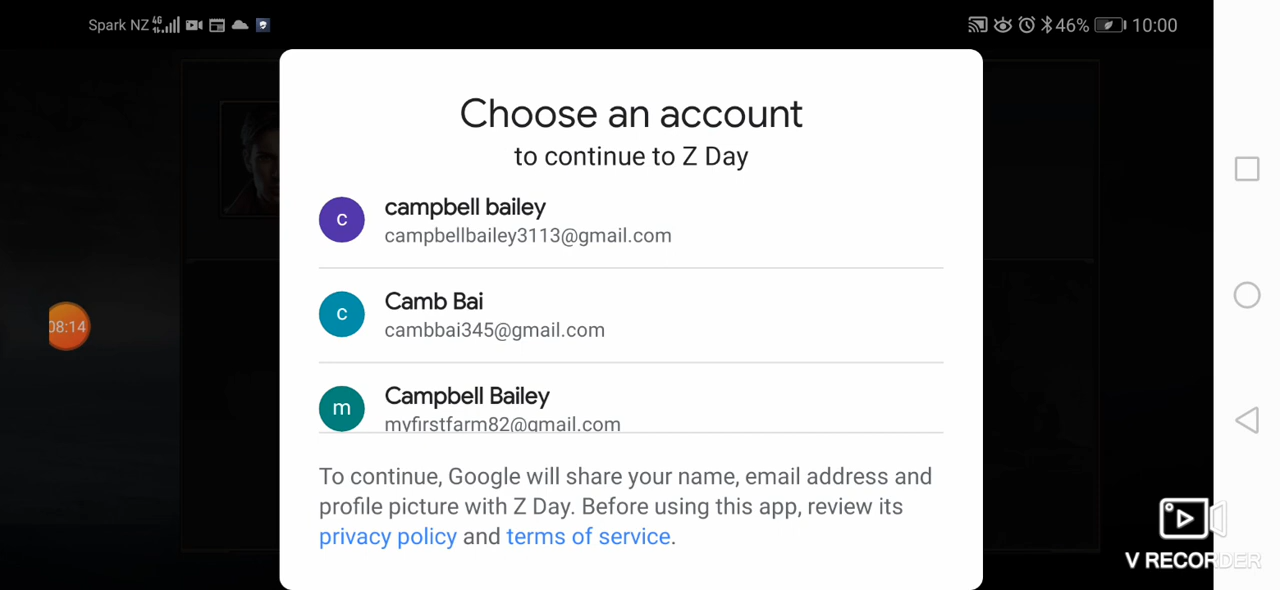 Spark NZ 4G 46% 10:00
Choose an account
to continue to Z Day
c campbell bailey
campbellbailey3113@gmail.com
c Camb Bai
cambbai345@gmail.com
08:14
m Campbell Bailey
myfirstfarm82@gmail.com
To continue, Google will share your name, email address and
profile picture with Z Day. Before using this app, review its
privacy policy and terms of service.
V RECORDER